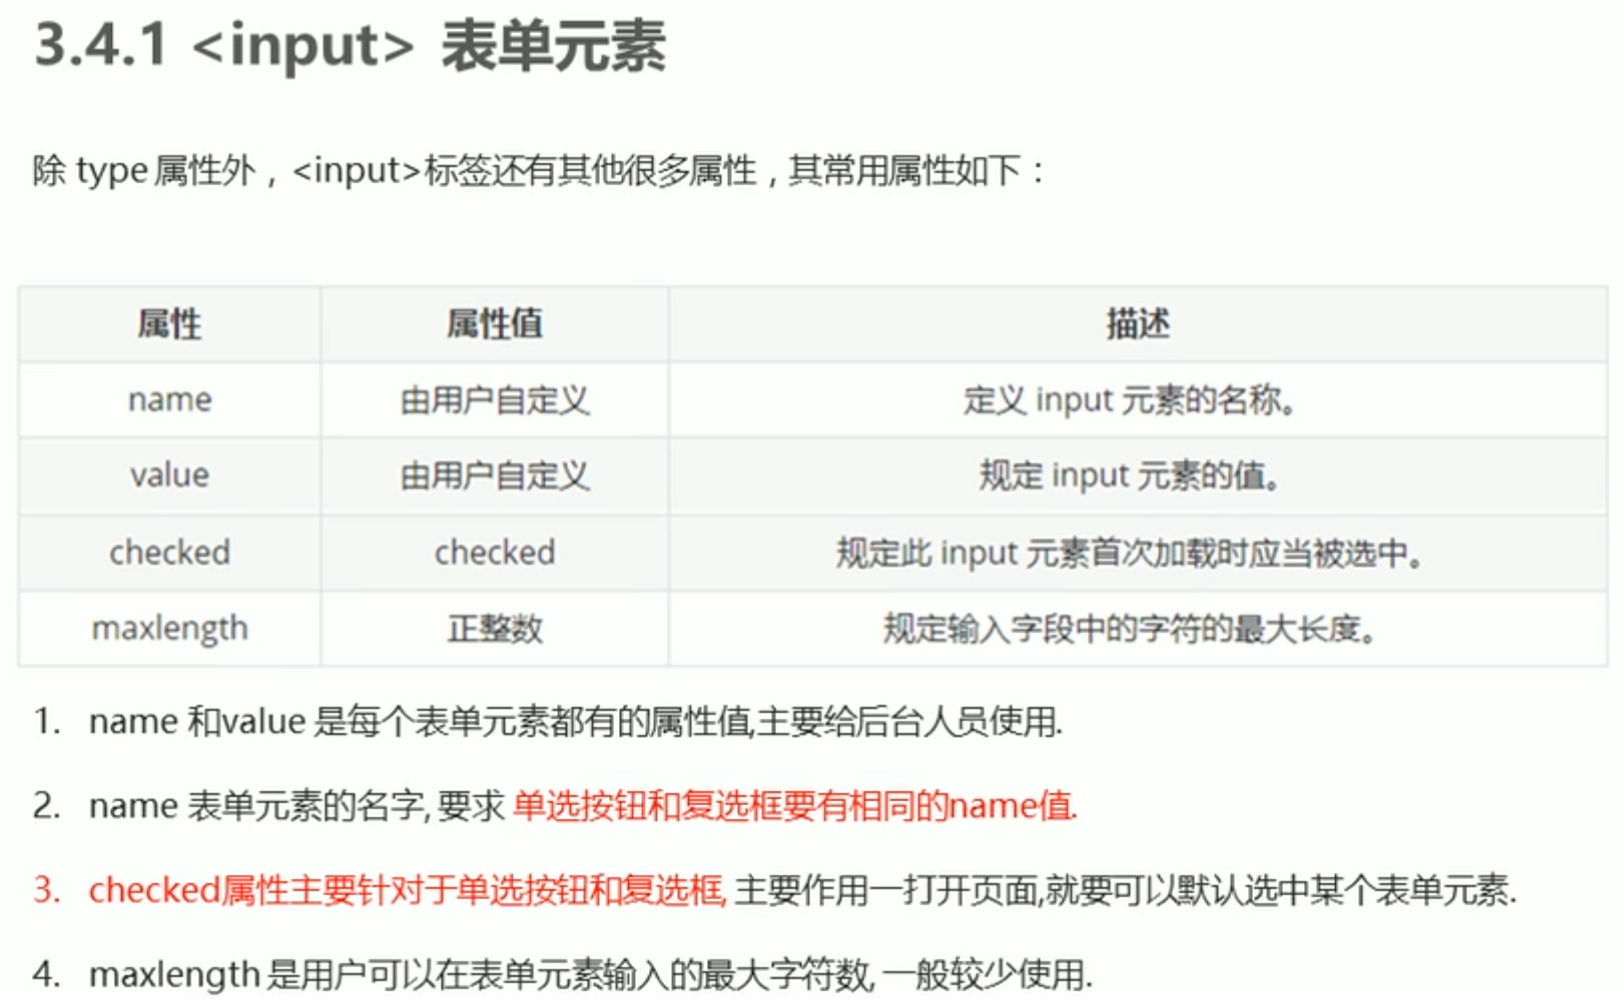 3.4.1 <input> 表单元素
除 type 属性外，<input>标签还有其他很多属性，其常用属性如下：
属性 属性值 描述
name 由用户自定义 定义 input 元素的名称。
value 由用户自定义 规定 input 元素的值。
checked checked 规定此 input 元素首次加载时应当被选中。
maxlength 正整数 规定输入字段中的字符的最大长度。
1. name 和value 是每个表单元素都有的属性值,主要给后台人员使用.
2. name 表单元素的名字, 要求 单选按钮和复选框要有相同的name值.
3. checked属性主要针对于单选按钮和复选框, 主要作用一打开页面,就要可以默认选中某个表单元素.
4. maxlength 是用户可以在表单元素输入的最大字符数, 一般较少使用.